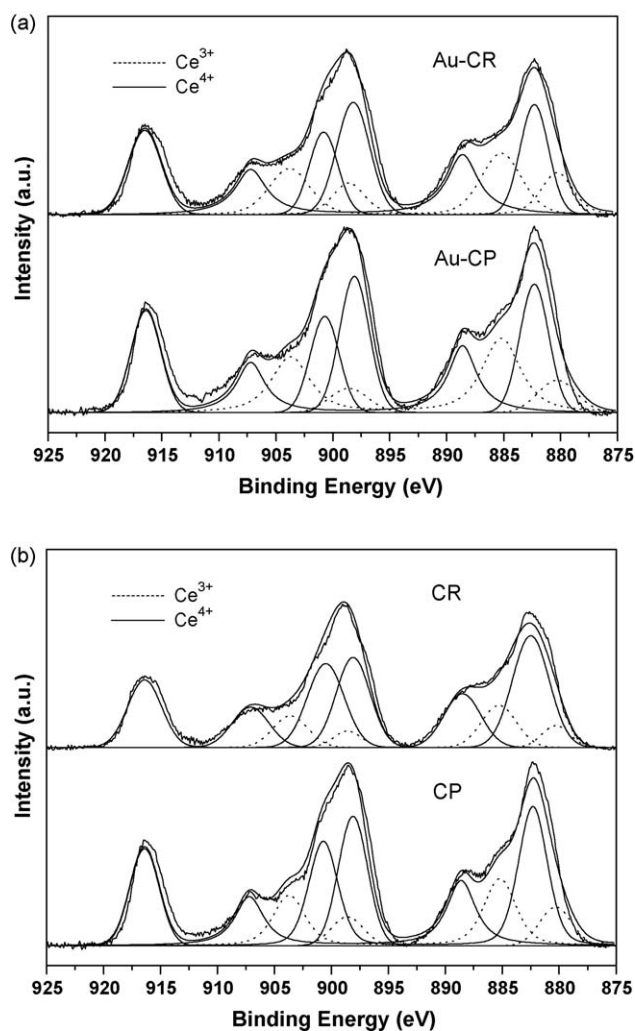 (a)
Ce3+
Ce4+
Au-CR
Au-CP
Intensity (a.u.)
925 920 915 910 905 900 895 890 885 880 875
Binding Energy (eV)
(b)
Ce3+
Ce4+
CR
CP
Intensity (a.u.)
925 920 915 910 905 900 895 890 885 880 875
Binding Energy (eV)